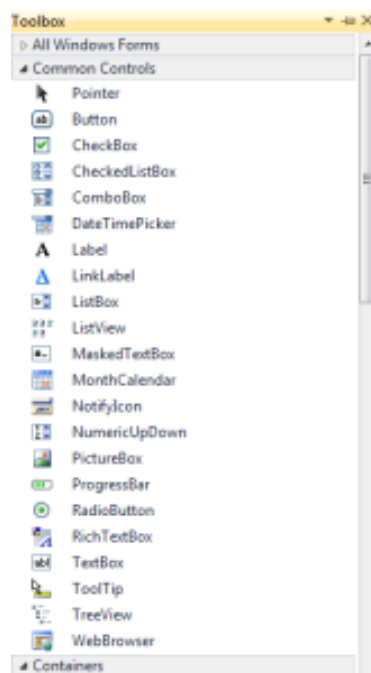 Toolbox
All Windows Forms
Common Controls
Pointer
Button
CheckBox
CheckedListBox
ComboBox
DateTimePicker
Label
LinkLabel
ListBox
ListView
MaskedTextBox
MonthCalendar
NotifyIcon
NumericUpDown
PictureBox
ProgressBar
RadioButton
RichTextBox
TextBox
ToolTip
TreeView
WebBrowser
Containers